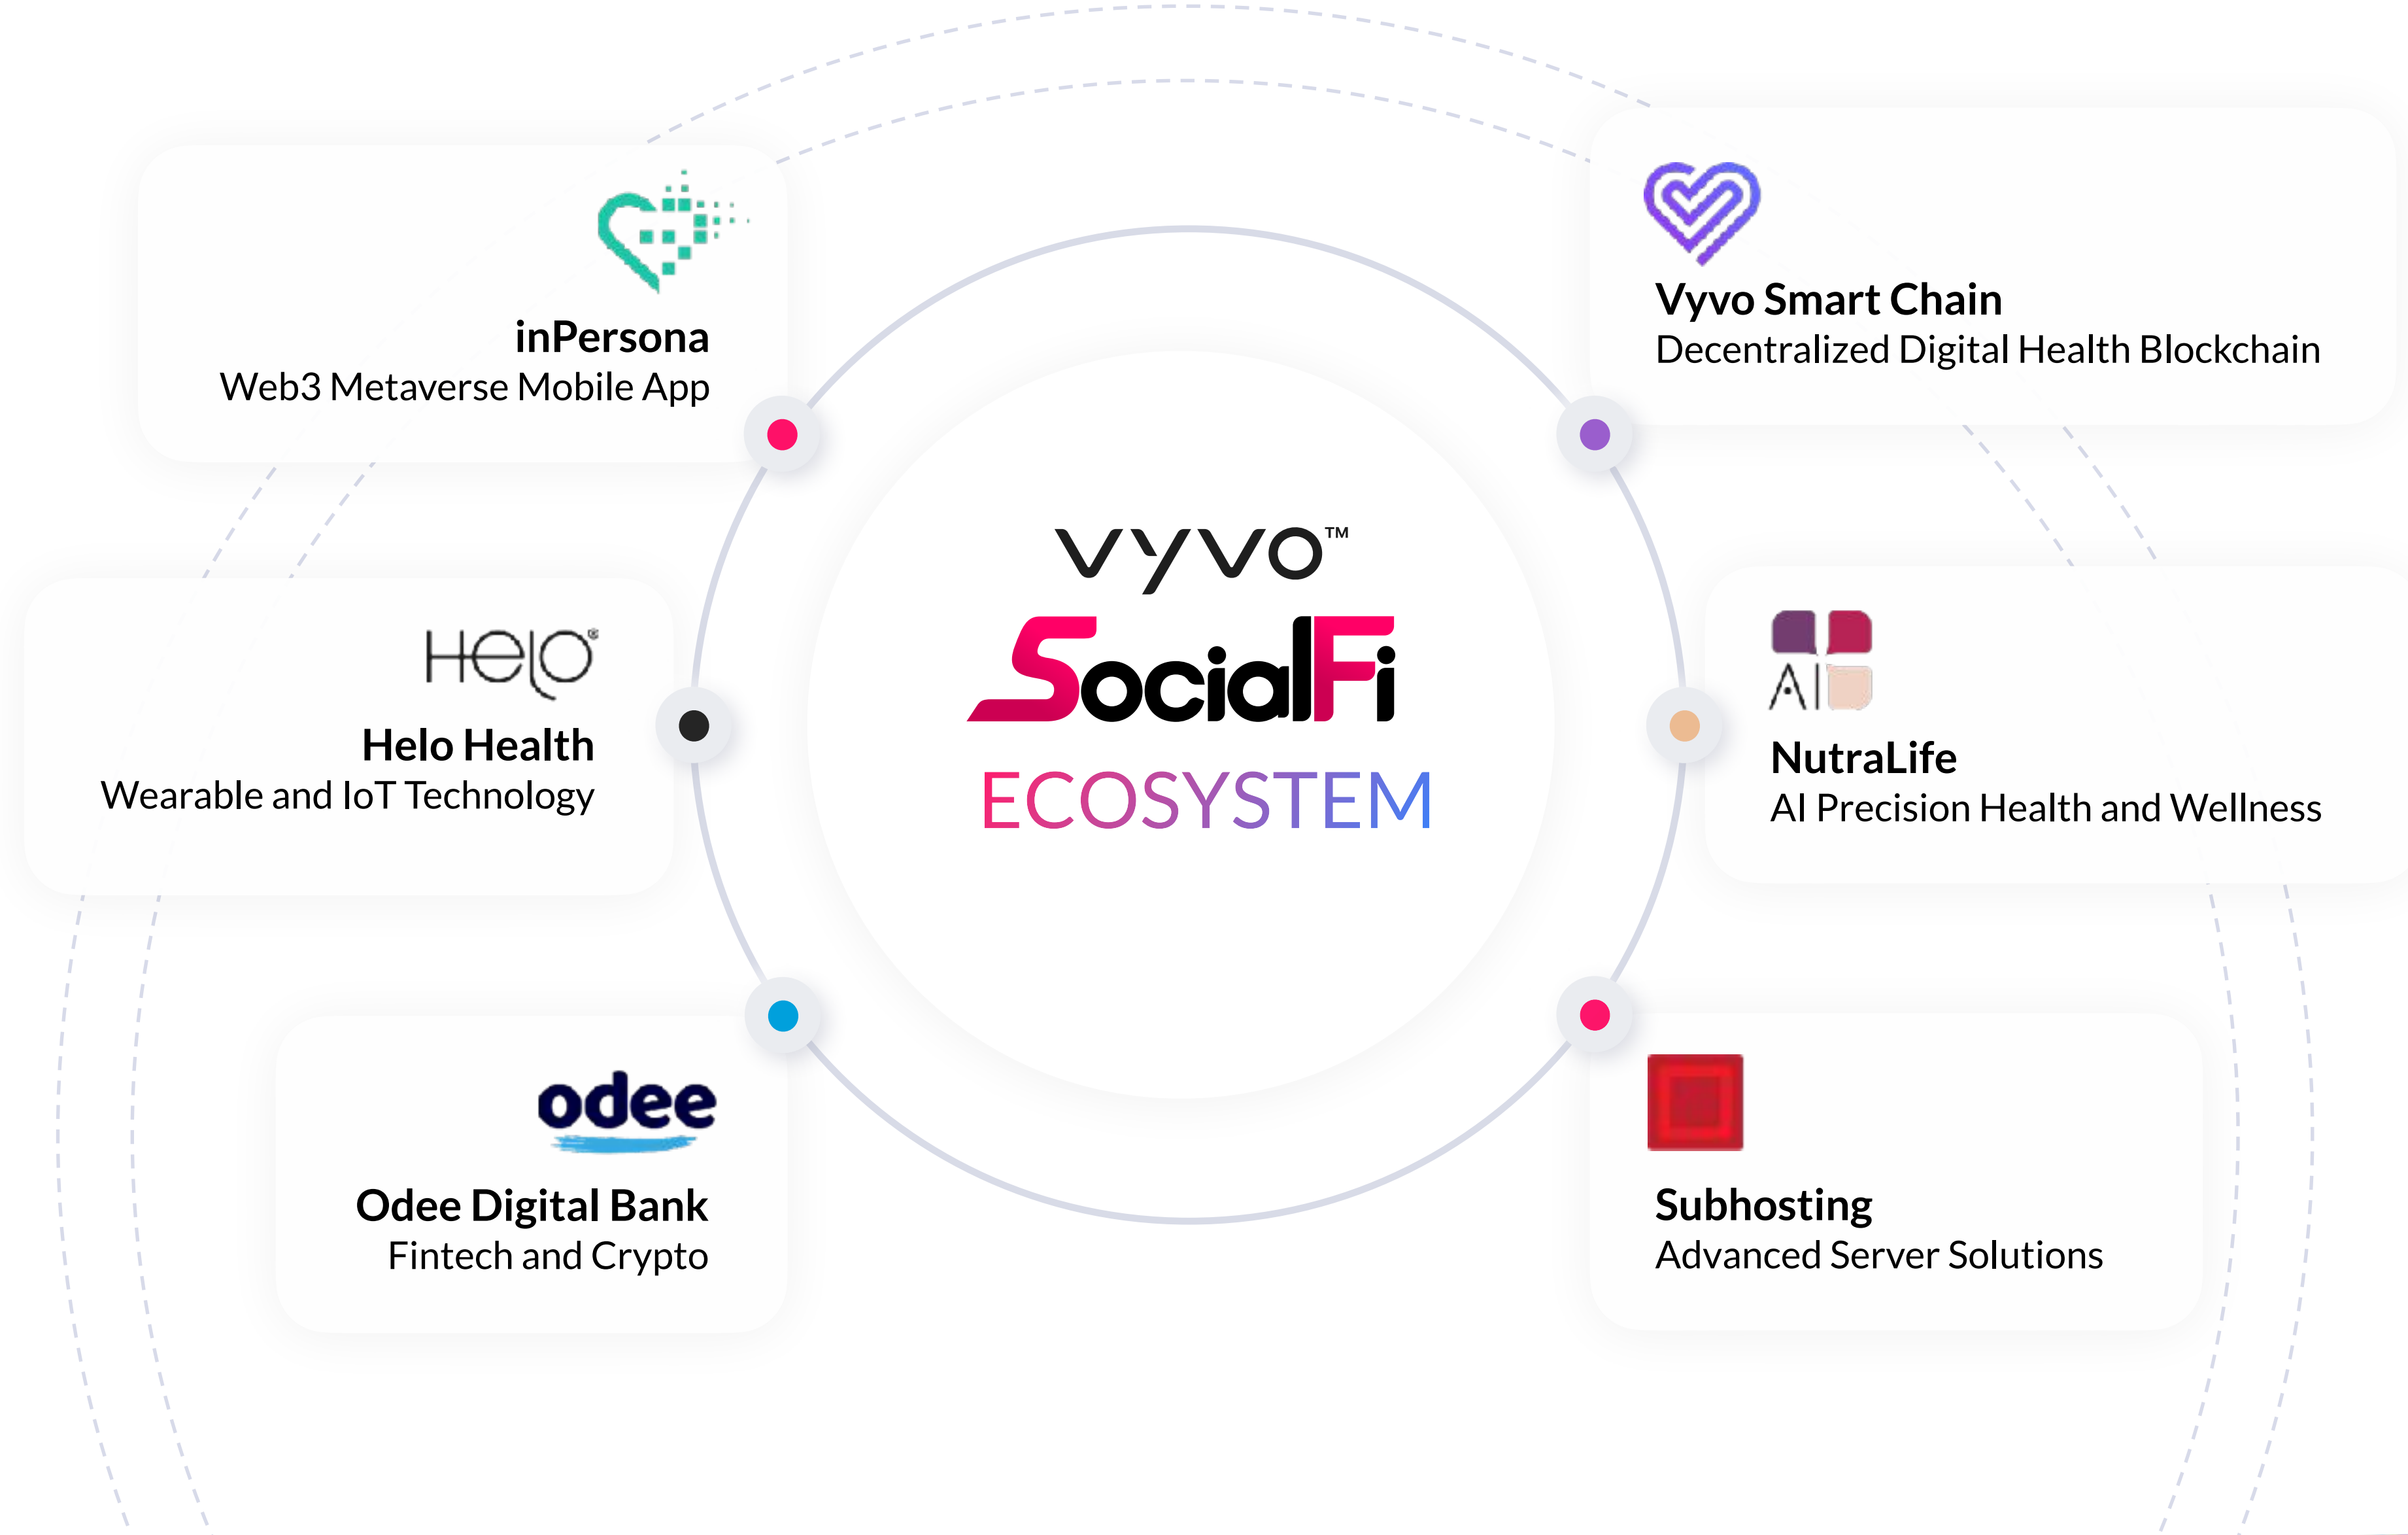 inPersona
Web3 Metaverse Mobile App
Vyvo Smart Chain
Decentralized Digital Health Blockchain
vyvo™
SocialFi
ECOSYSTEM
Helo®
Helo Health
Wearable and IoT Technology
AI
NutraLife
AI Precision Health and Wellness
odee
Odee Digital Bank
Fintech and Crypto
Subhosting
Advanced Server Solutions